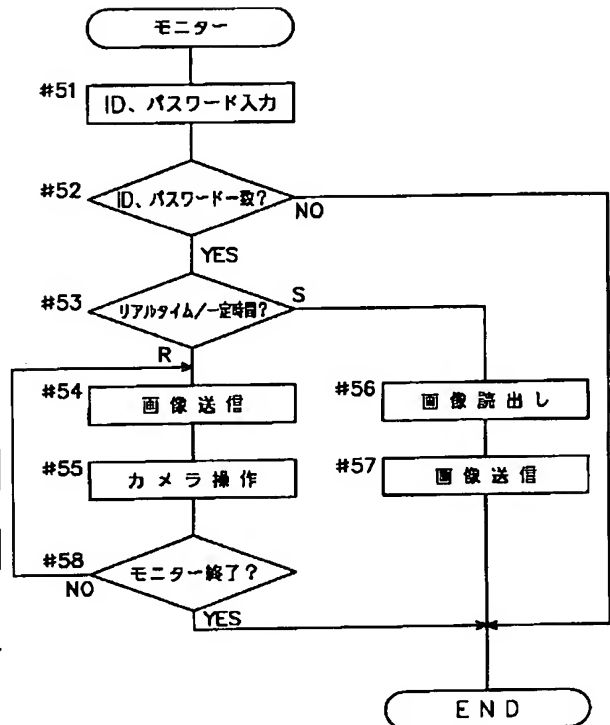 モニター
#51
ID、パスワード入力
#52
ID、パスワード一致?
NO
YES
#53
リアルタイム/一定時間?
S
R
#54
画像送信
#56
画像読出し
#55
カメラ操作
#57
画像送信
#58
モニター終了?
NO
YES
END